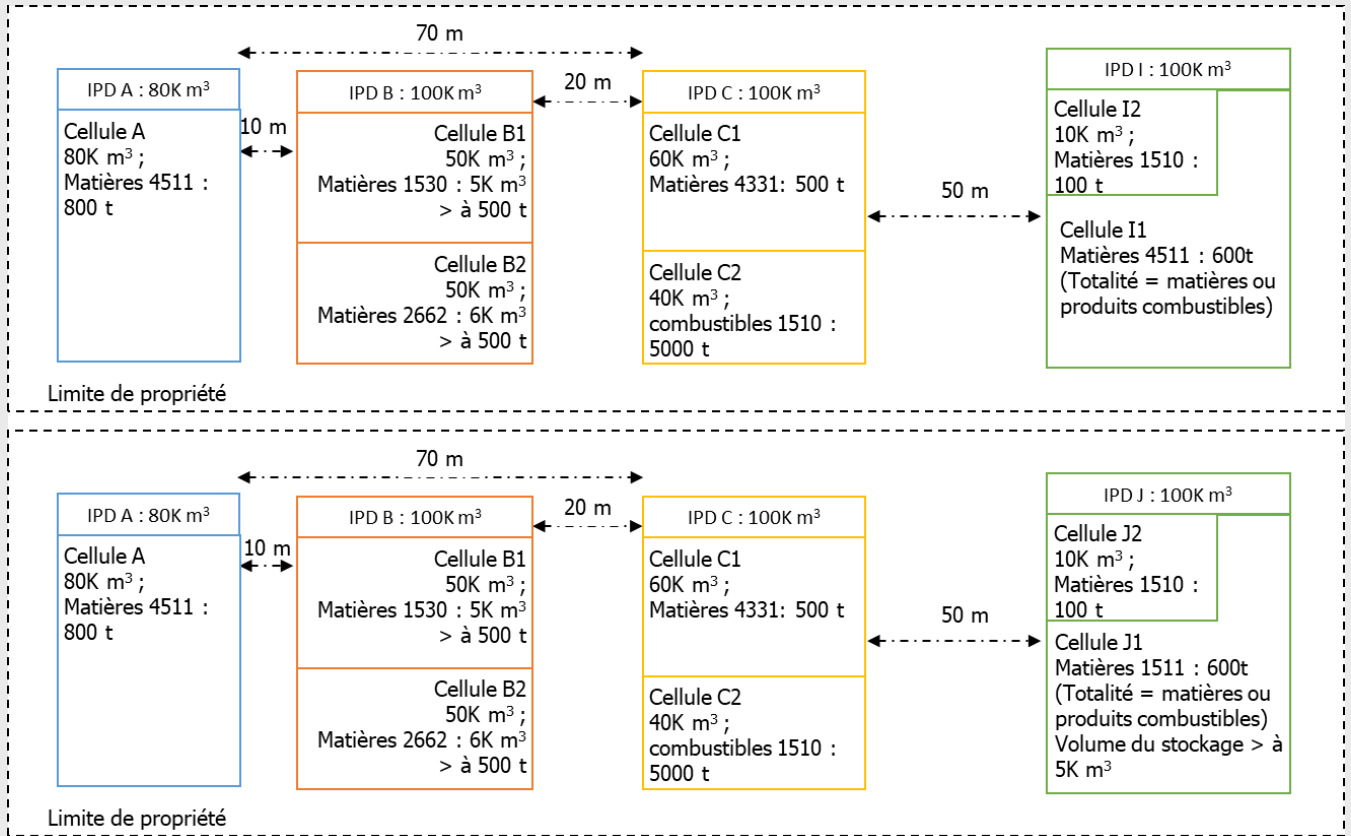 70 m
IPD A : 80K m³
Cellule A
80K m³ ;
Matières 4511 :
800 t
10 m
IPD B : 100K m³
Cellule B1
50K m³ ;
Matières 1530 : 5K m³
> à 500 t
Cellule B2
50K m³ ;
Matières 2662 : 6K m³
> à 500 t
20 m
IPD C : 100K m³
Cellule C1
60K m³ ;
Matières 4331: 500 t
Cellule C2
40K m³ ;
combustibles 1510 :
5000 t
50 m
IPD I : 100K m³
Cellule I2
10K m³ ;
Matières 1510 :
100 t
Cellule I1
Matières 4511 : 600t
(Totalité = matières ou
produits combustibles)
Limite de propriété
70 m
IPD A : 80K m³
Cellule A
80K m³ ;
Matières 4511 :
800 t
10 m
IPD B : 100K m³
Cellule B1
50K m³ ;
Matières 1530 : 5K m³
> à 500 t
Cellule B2
50K m³ ;
Matières 2662 : 6K m³
> à 500 t
20 m
IPD C : 100K m³
Cellule C1
60K m³ ;
Matières 4331: 500 t
Cellule C2
40K m³ ;
combustibles 1510 :
5000 t
50 m
IPD J : 100K m³
Cellule J2
10K m³ ;
Matières 1510 :
100 t
Cellule J1
Matières 1511 : 600t
(Totalité = matières ou
produits combustibles)
Volume du stockage > à
5K m³
Limite de propriété